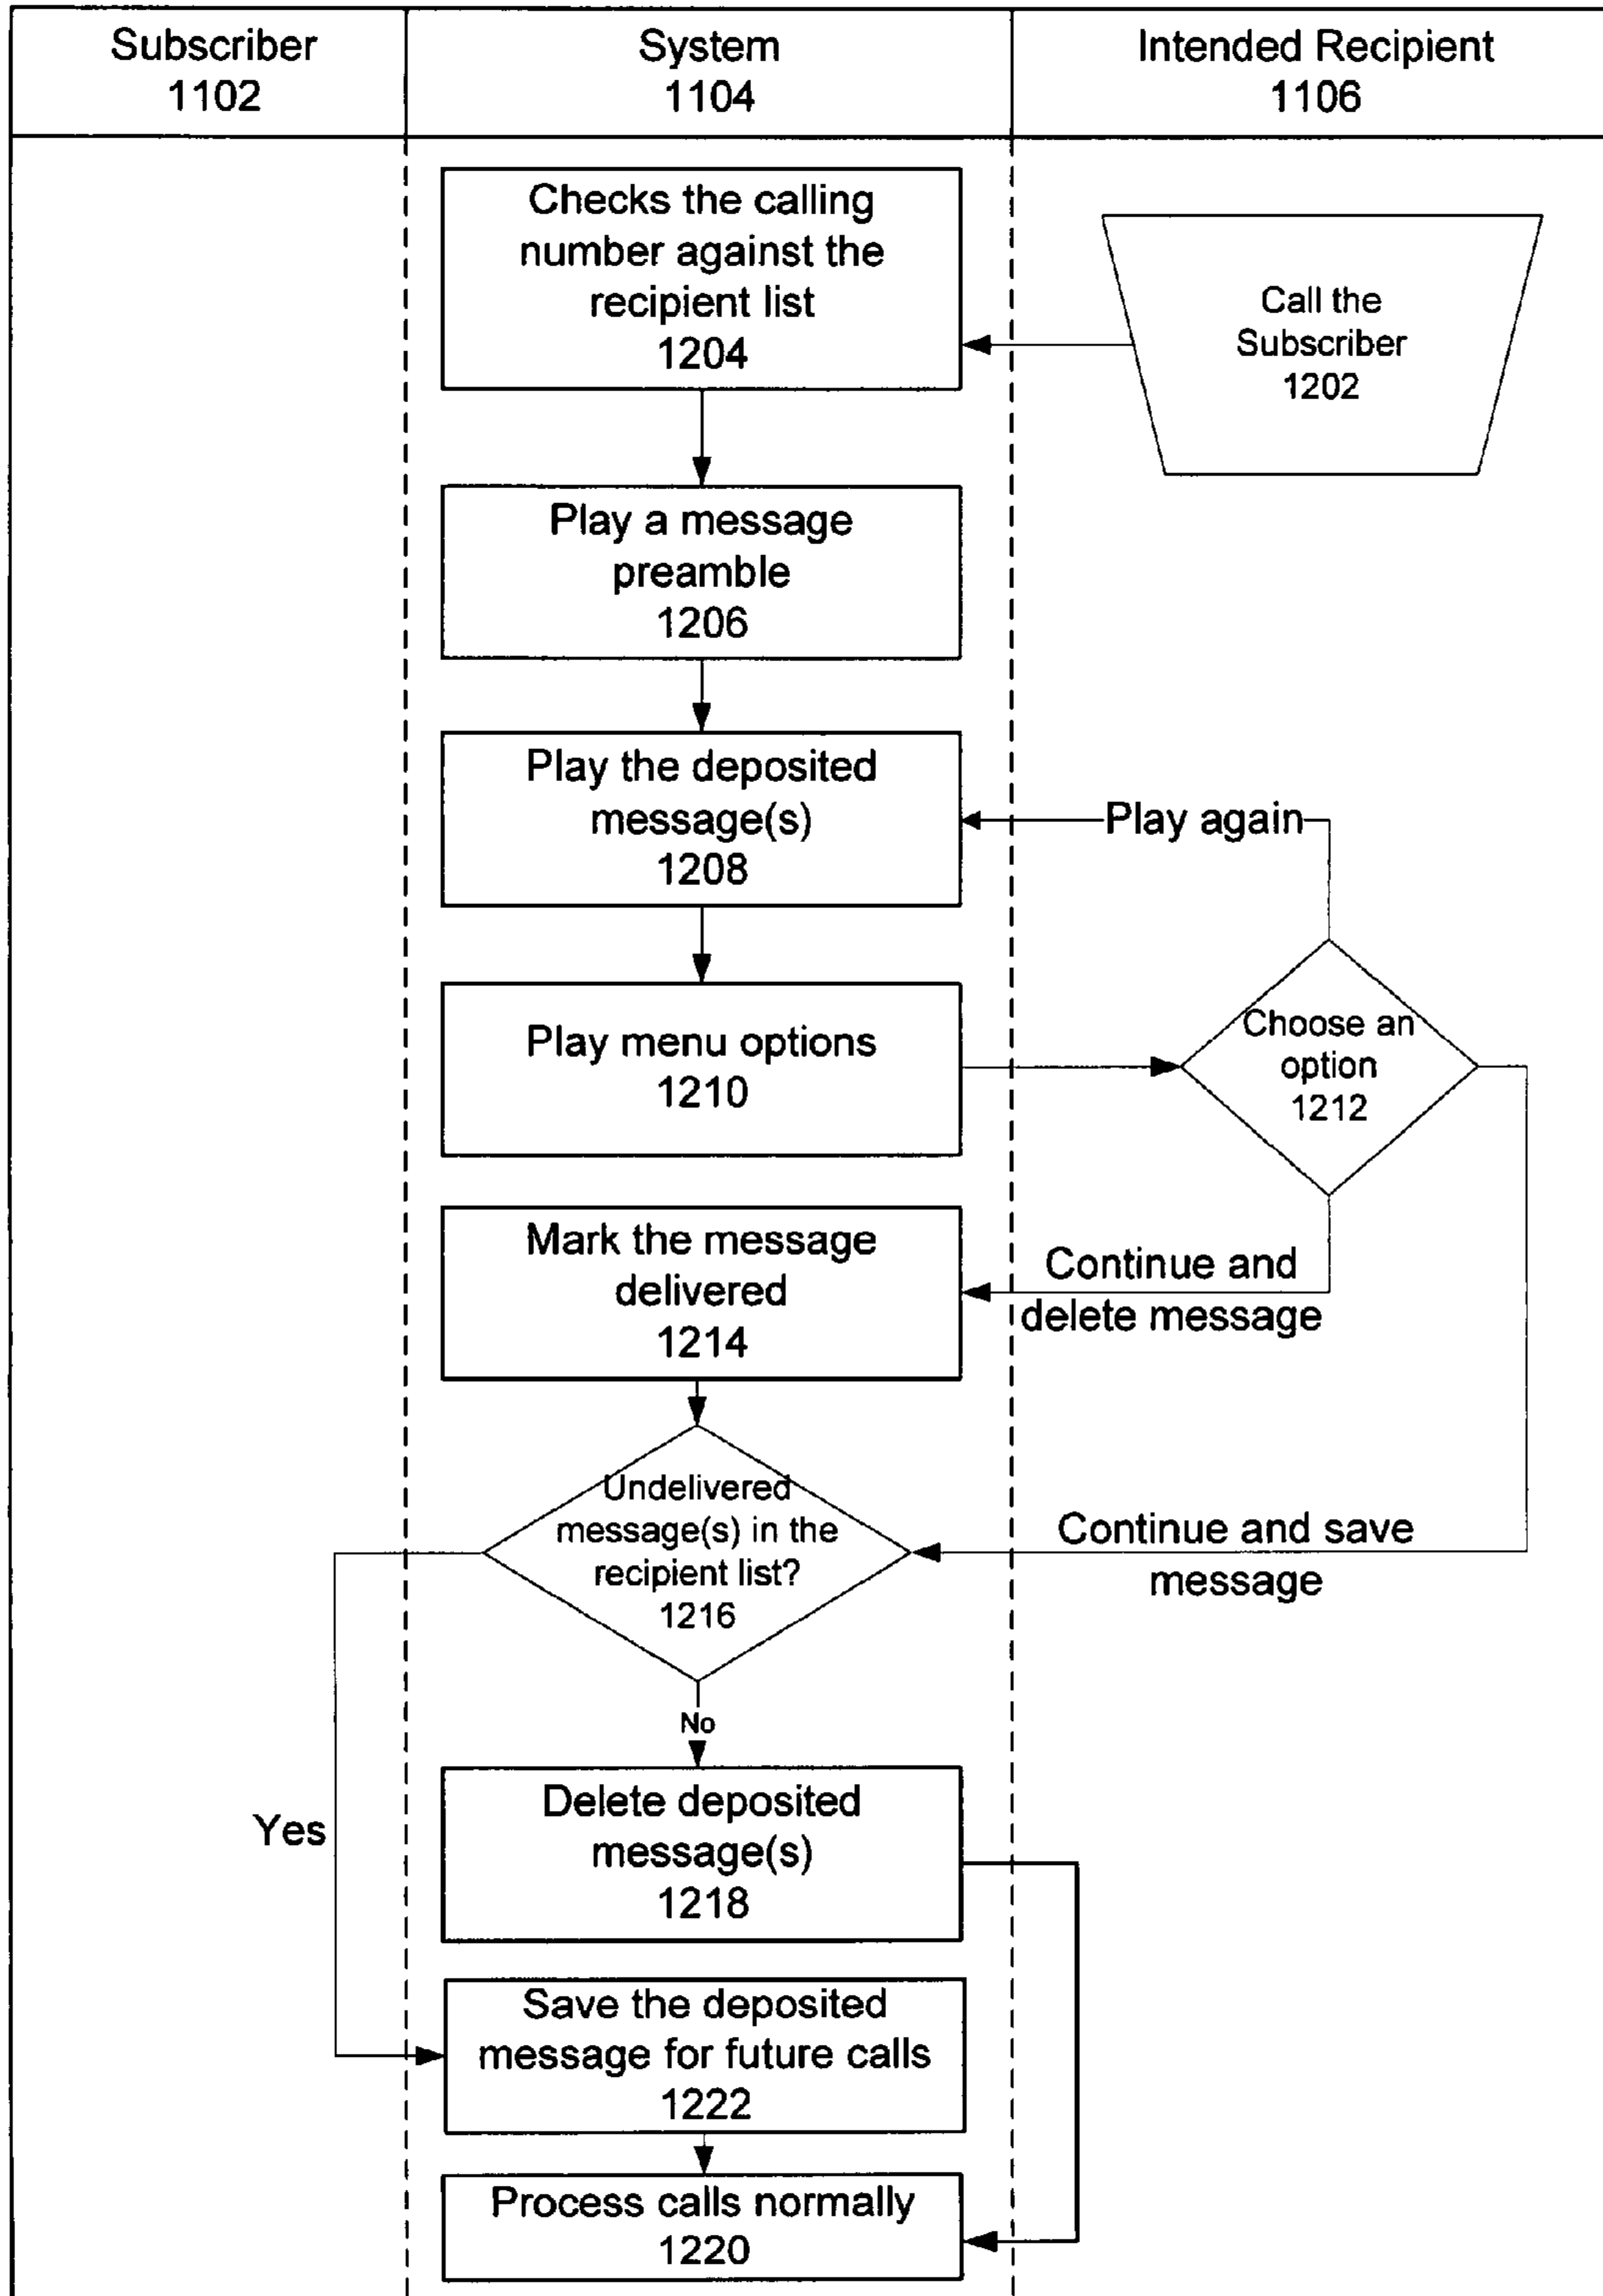 Subscriber
1102
System
1104
Intended Recipient
1106
Checks the calling
number against the
recipient list
1204
Call the
Subscriber
1202
Play a message
preamble
1206
Play the deposited
message(s)
1208
Play again
Play menu options
1210
Choose an
option
1212
Mark the message
delivered
1214
Continue and
delete message
Undelivered
message(s) in the
recipient list?
1216
Continue and save
message
No
Yes
Delete deposited
message(s)
1218
Save the deposited
message for future calls
1222
Process calls normally
1220